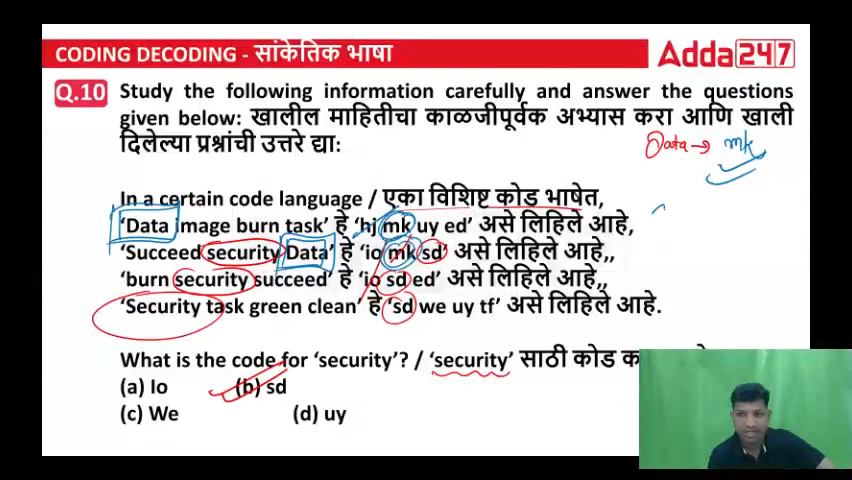 CODING DECODING - सांकेतिक भाषा
Adda247
Q.10 Study the following information carefully and answer the questions
given below: खालील माहितीचा काळजीपूर्वक अभ्यास करा आणि खाली
दिलेल्या प्रश्नांची उत्तरे द्या:
Data → mk
In a certain code language / एका विशिष्ट कोड भाषेत,
‘Data image burn task’ हे ‘hj mk uy ed’ असे लिहिले आहे,
‘Succeed security Data’ हे ‘io mk sd’ असे लिहिले आहे,,
‘burn security succeed’ हे ‘io sd ed’ असे लिहिले आहे,,
‘Security task green clean’ हे ‘sd we uy tf’ असे लिहिले आहे.
What is the code for ‘security’? / ‘security’ साठी कोड
(a) Io (b) sd
(c) We (d) uy